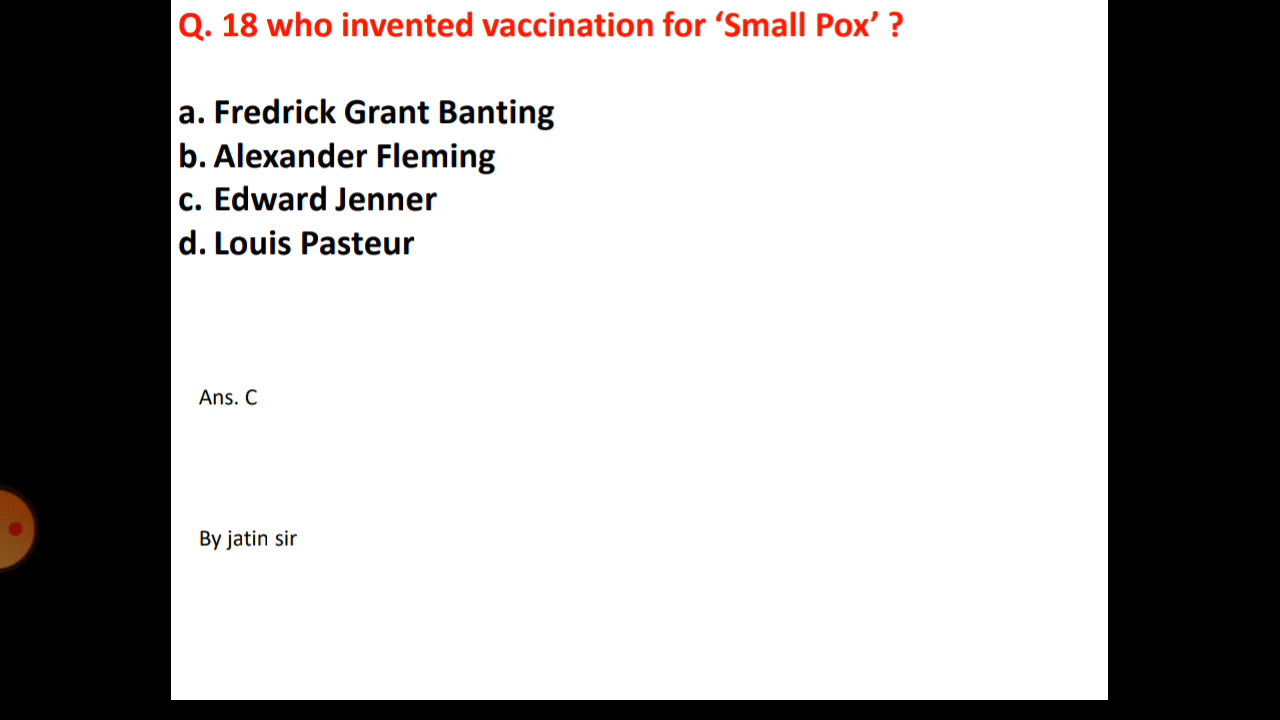 Q. 18 who invented vaccination for ‘Small Pox’ ?
a. Fredrick Grant Banting
b. Alexander Fleming
c. Edward Jenner
d. Louis Pasteur
Ans. C
By jatin sir